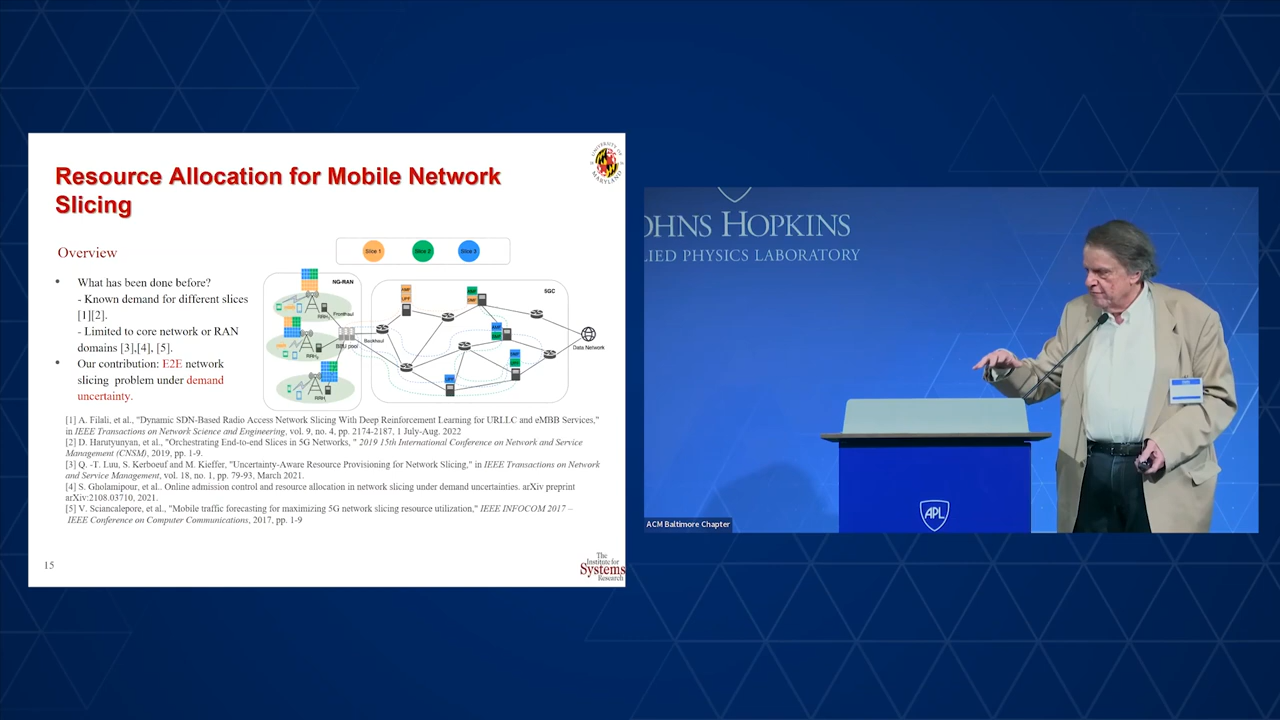 Resource Allocation for Mobile Network
Slicing
UNIVERSITY OF
MARYLAND
Overview
• What has been done before?
- Known demand for different slices
[1][2].
- Limited to core network or RAN
domains [3],[4], [5].
• Our contribution: E2E network
slicing problem under demand
uncertainty.
Slice 1
Slice 2
Slice 3
NG-RAN
Fronthaul
BBU pool
Backhaul
5GC
AMF
UPF
Data Network
[1] A. Filali, et al., "Dynamic SDN-Based Radio Access Network Slicing With Deep Reinforcement Learning for URLLC and eMBB Services,"
in IEEE Transactions on Network Science and Engineering, vol. 9, no. 4, pp. 2174-2187, 1 July-Aug. 2022
[2] D. Harutyunyan, et al., "Orchestrating End-to-end Slices in 5G Networks, " 2019 15th International Conference on Network and Service
Management (CNSM), 2019, pp. 1-9.
[3] Q. -T. Luu, S. Kerboeuf and M. Kieffer, "Uncertainty-Aware Resource Provisioning for Network Slicing," in IEEE Transactions on Network
and Service Management, vol. 18, no. 1, pp. 79-93, March 2021.
[4] S. Gholamipour, et al.. Online admission control and resource allocation in network slicing under demand uncertainties. arXiv preprint
arXiv:2108.03710, 2021.
[5] V. Sciancalepore, et al., "Mobile traffic forecasting for maximizing 5G network slicing resource utilization," IEEE INFOCOM 2017 –
IEEE Conference on Computer Communications, 2017, pp. 1-9
15
The
Institute for
Systems
Research
OHNS HOPKINS
LIED PHYSICS LABORATORY
APL
ACM Baltimore Chapter